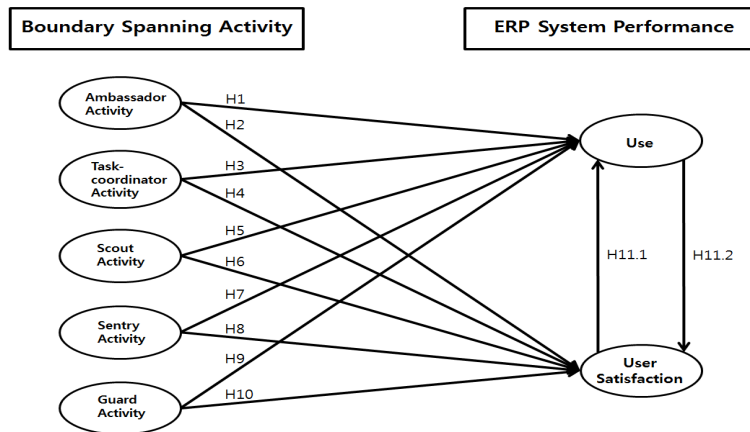 Boundary Spanning Activity
ERP System Performance
Ambassador
Activity
H1
H2
Use
Task-
coordinator
Activity
H3
H4
Scout
Activity
H5
H6
H11.1
H11.2
Sentry
Activity
H7
H8
User
Satisfaction
Guard
Activity
H9
H10